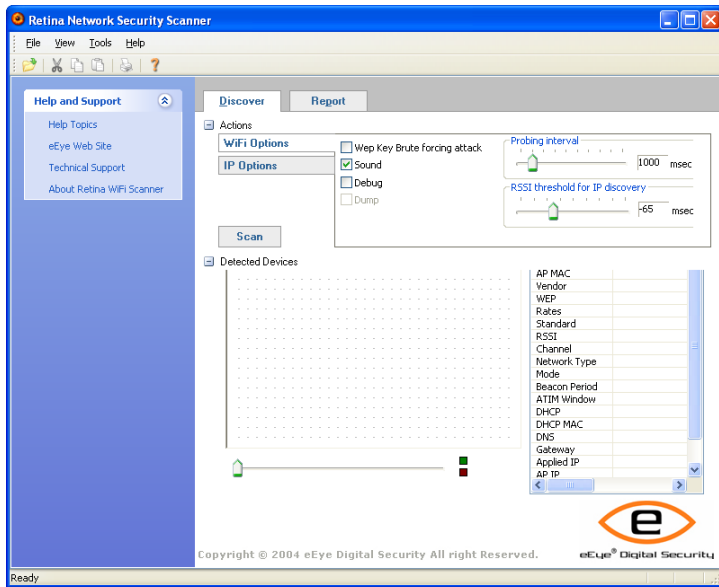 Retina Network Security Scanner
File View Tools Help
Help and Support
Help Topics
eEye Web Site
Technical Support
About Retina WiFi Scanner
Discover Report
Actions
WiFi Options
IP Options
Wep Key Brute forcing attack
Sound
Debug
Dump
Probing interval
1000 msec
RSSI threshold for IP discovery
-65 msec
Scan
Detected Devices
AP MAC
Vendor
WEP
Rates
Standard
RSSI
Channel
Network Type
Mode
Beacon Period
ATIM Window
DHCP
DHCP MAC
DNS
Gateway
Applied IP
AP IP
e
eEye® Digital Security
Copyright © 2004 eEye Digital Security All right Reserved.
Ready